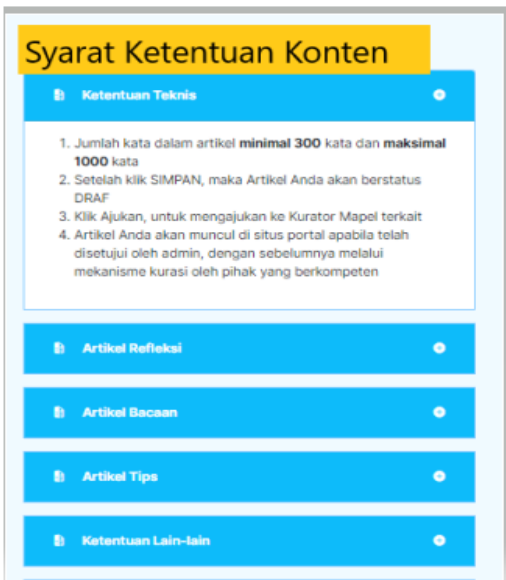 Syarat Ketentuan Konten
Ketentuan Teknis
1. Jumlah kata dalam artikel minimal 300 kata dan maksimal
1000 kata
2. Setelah klik SIMPAN, maka Artikel Anda akan berstatus
DRAF
3. Klik Ajukan, untuk mengajukan ke Kurator Mapel terkait
4. Artikel Anda akan muncul di situs portal apabila telah
disetujui oleh admin, dengan sebelumnya melalui
mekanisme kurasi oleh pihak yang berkompeten
Artikel Refleksi
Artikel Bacaan
Artikel Tips
Ketentuan Lain-lain